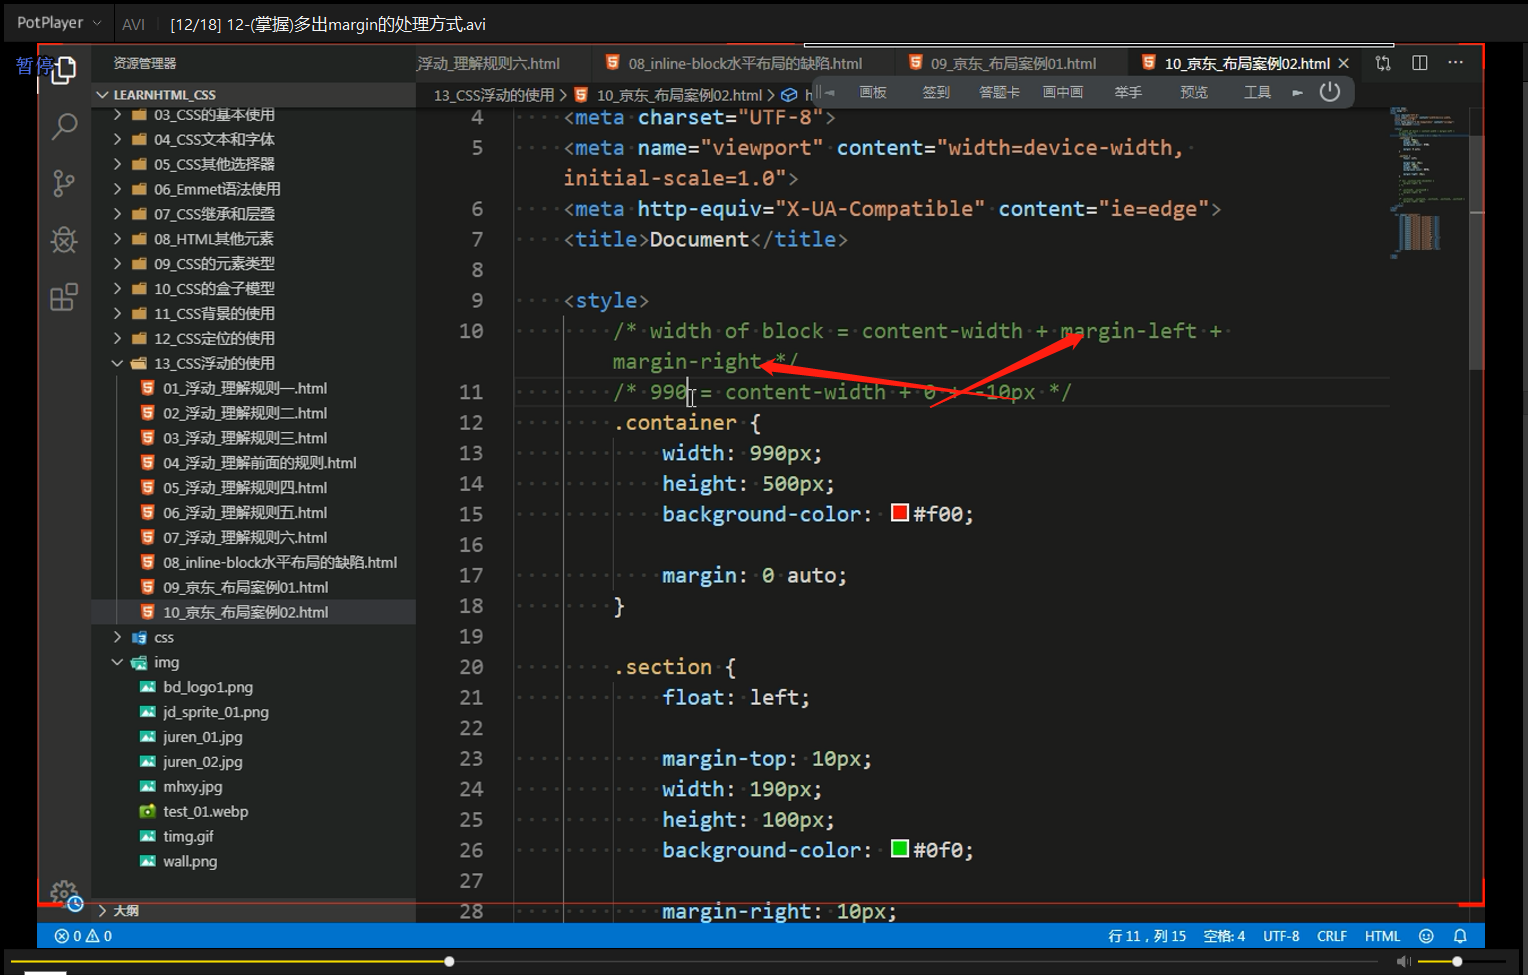 PotPlayer
AVI
[12/18] 12-(掌握)多出margin的处理方式.avi
暂停
资源管理器
浮动_理解规则六.html
08_inline-block水平布局的缺陷.html
09_京东_布局案例01.html
10_京东_布局案例02.html
LEARNHTML_CSS
13_CSS浮动的使用 > 10_京东_布局案例02.html >
画板
签到
答题卡
画中画
举手
预览
工具
03_CSS的基本使用
04_CSS文本和字体
05_CSS其他选择器
06_Emmet语法使用
07_CSS继承和层叠
08_HTML其他元素
09_CSS的元素类型
10_CSS的盒子模型
11_CSS背景的使用
12_CSS定位的使用
13_CSS浮动的使用
01_浮动_理解规则一.html
02_浮动_理解规则二.html
03_浮动_理解规则三.html
04_浮动_理解前面的规则.html
05_浮动_理解规则四.html
06_浮动_理解规则五.html
07_浮动_理解规则六.html
08_inline-block水平布局的缺陷.html
09_京东_布局案例01.html
10_京东_布局案例02.html
css
img
bd_logo1.png
jd_sprite_01.png
juren_01.jpg
juren_02.jpg
mhxy.jpg
test_01.webp
timg.gif
wall.png
大纲
4 <meta charset="UTF-8">
5 <meta name="viewport" content="width=device-width,
initial-scale=1.0">
6 <meta http-equiv="X-UA-Compatible" content="ie=edge">
7 <title>Document</title>
8
9 <style>
10 /* width of block = content-width + margin-left +
margin-right */
11 /* 990 = content-width + 0 + -10px */
12 .container {
13 width: 990px;
14 height: 500px;
15 background-color: #f00;
16
17 margin: 0 auto;
18 }
19
20 .section {
21 float: left;
22
23 margin-top: 10px;
24 width: 190px;
25 height: 100px;
26 background-color: #0f0;
27
28 margin-right: 10px;
0
0
行 11，列 15
空格: 4
UTF-8
CRLF
HTML